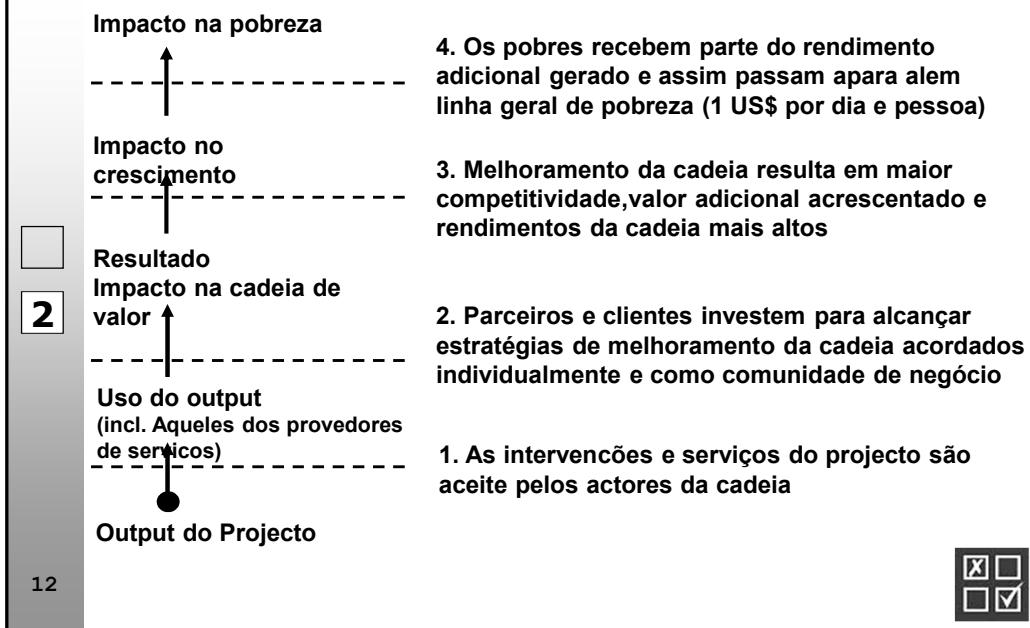 Impacto na pobreza
4. Os pobres recebem parte do rendimento
adicional gerado e assim passam apara alem
linha geral de pobreza (1 US$ por dia e pessoa)
Impacto no
crescimento
3. Melhoramento da cadeia resulta em maior
competitividade,valor adicional acrescentado e
rendimentos da cadeia mais altos
Resultado
Impacto na cadeia de
valor
2
2. Parceiros e clientes investem para alcançar
estratégias de melhoramento da cadeia acordados
individualmente e como comunidade de negócio
Uso do output
(incl. Aqueles dos provedores
de servicos)
1. As intervencões e serviços do projecto são
aceite pelos actores da cadeia
Output do Projecto
12